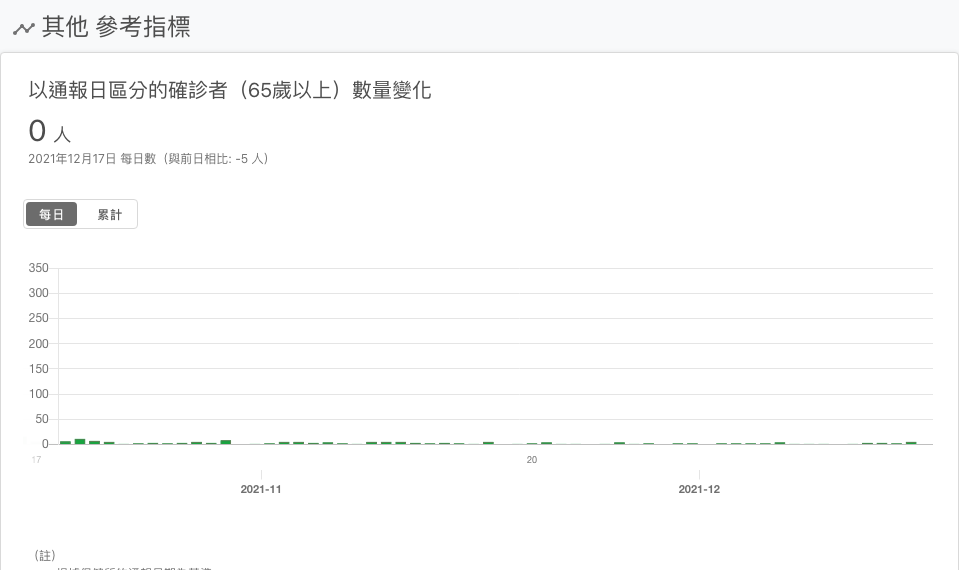 其他 參考指標
以通報日區分的確診者（65歲以上）數量變化
0 人
2021年12月17日 每日數（與前日相比: -5 人）
每日 累計
350
300
250
200
150
100
50
0
17 20
2021-11 2021-12
（註）